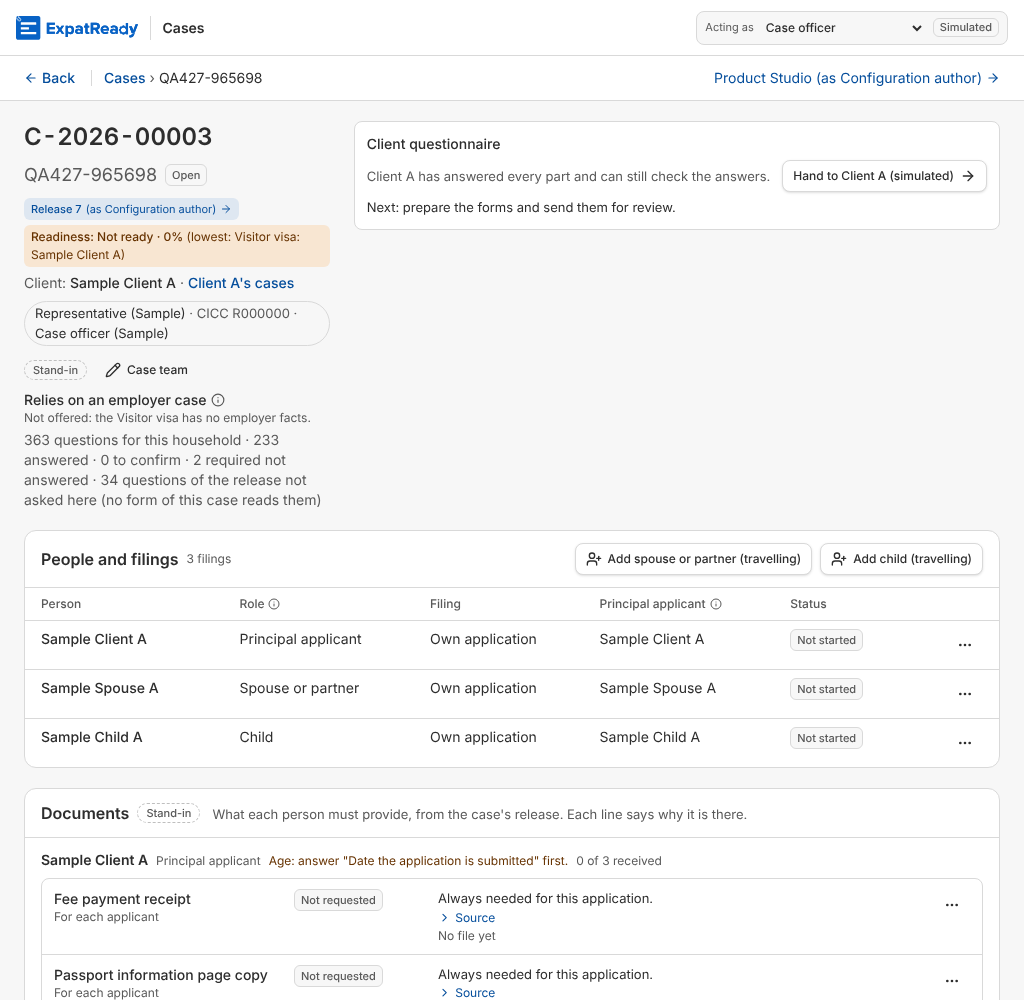 ExpatReady
Cases
Acting as Case officer Simulated
Back
Cases › QA427-965698
Product Studio (as Configuration author)
C-2026-00003
QA427-965698 Open
Release 7 (as Configuration author)
Readiness: Not ready · 0% (lowest: Visitor visa:
Sample Client A)
Client: Sample Client A · Client A's cases
Representative (Sample) · CICC R000000 ·
Case officer (Sample)
Stand-in Case team
Relies on an employer case
Not offered: the Visitor visa has no employer facts.
363 questions for this household · 233
answered · 0 to confirm · 2 required not
answered · 34 questions of the release not
asked here (no form of this case reads them)
Client questionnaire
Client A has answered every part and can still check the answers.
Hand to Client A (simulated)
Next: prepare the forms and send them for review.
People and filings 3 filings
Add spouse or partner (travelling)
Add child (travelling)
Person Role Filing Principal applicant Status
Sample Client A Principal applicant Own application Sample Client A Not started
Sample Spouse A Spouse or partner Own application Sample Spouse A Not started
Sample Child A Child Own application Sample Child A Not started
Documents Stand-in What each person must provide, from the case's release. Each line says why it is there.
Sample Client A Principal applicant Age: answer "Date the application is submitted" first. 0 of 3 received
Fee payment receipt Not requested Always needed for this application.
For each applicant Source
No file yet
Passport information page copy Not requested Always needed for this application.
For each applicant Source